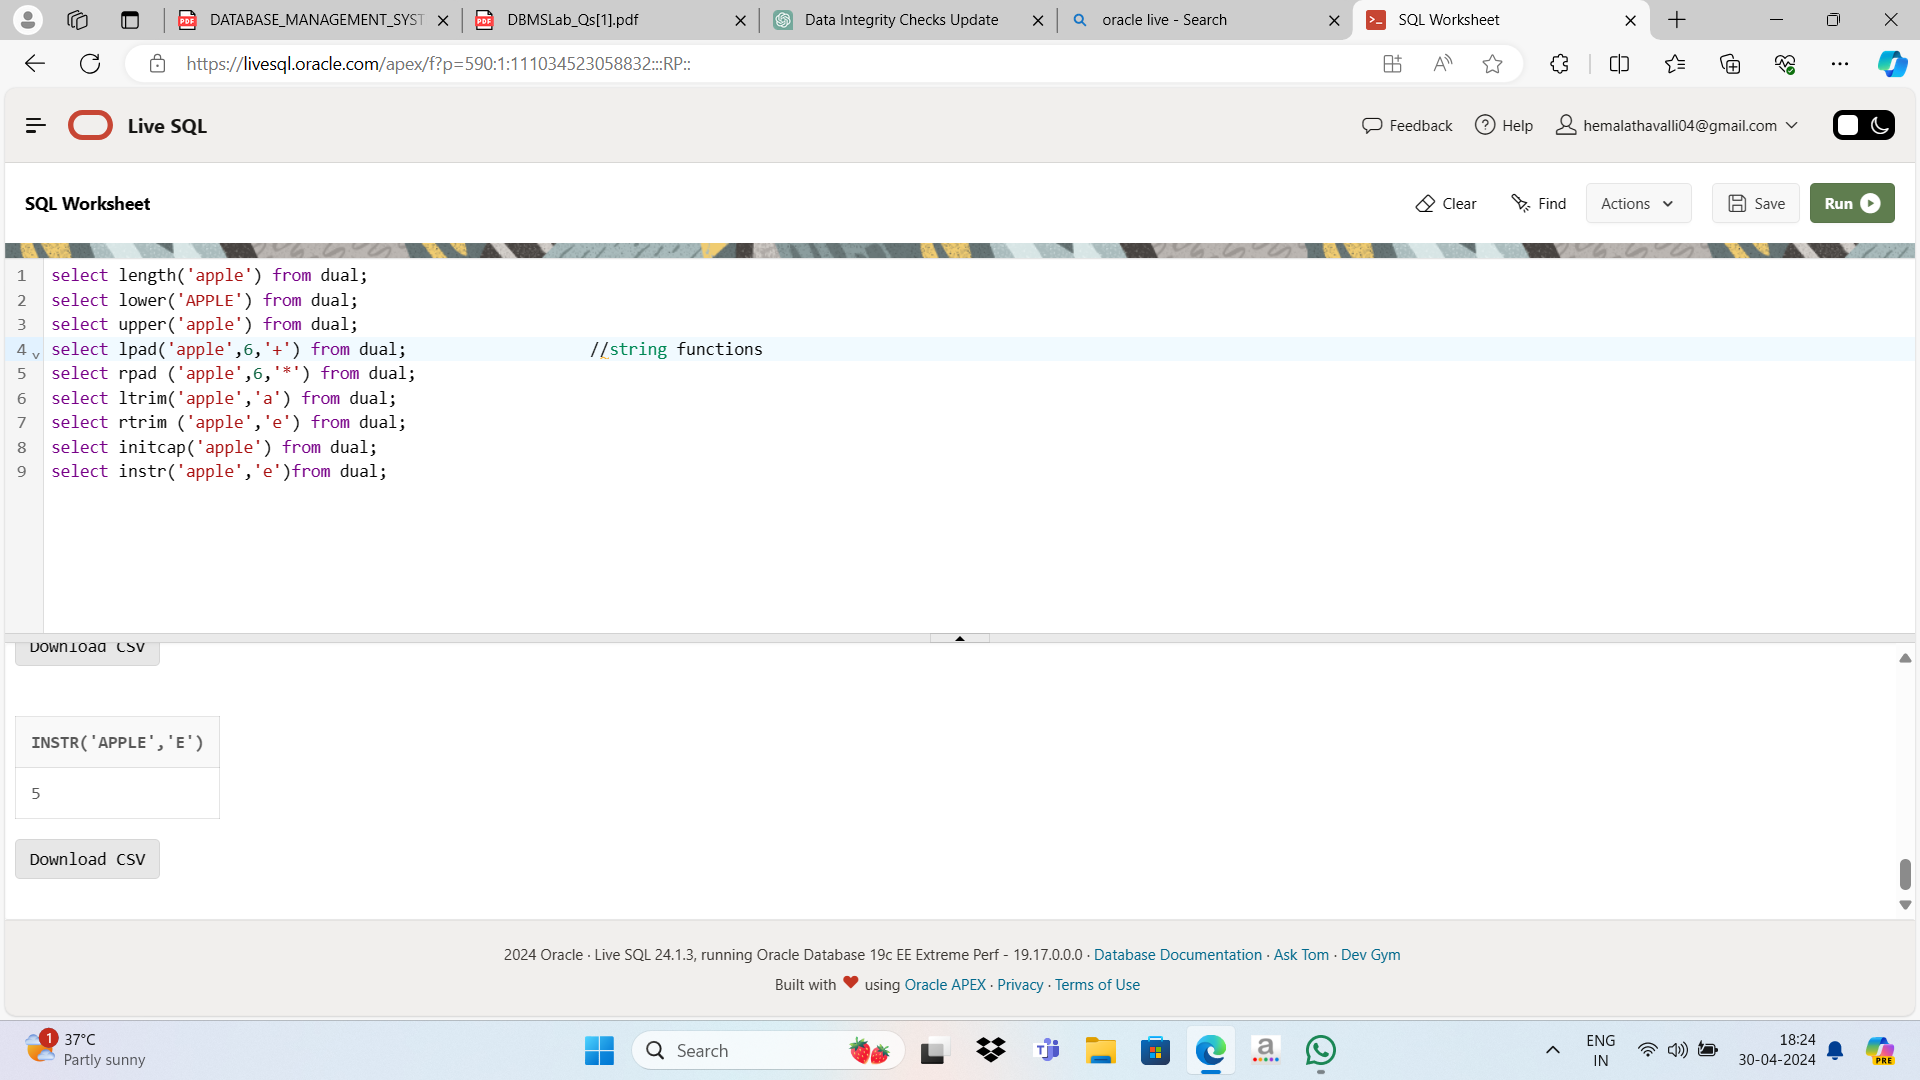 DATABASE_MANAGEMENT_SYST
DBMSLab_Qs[1].pdf
Data Integrity Checks Update
oracle live - Search
SQL Worksheet
https://livesql.oracle.com/apex/f?p=590:1:111034523058832:::RP::
Live SQL
Feedback
Help
hemalathavalli04@gmail.com
SQL Worksheet
Clear
Find
Actions
Save
Run
1 select length('apple') from dual;
2 select lower('APPLE') from dual;
3 select upper('apple') from dual;
4 select lpad('apple',6,'+') from dual; //string functions
5 select rpad ('apple',6,'*') from dual;
6 select ltrim('apple','a') from dual;
7 select rtrim ('apple','e') from dual;
8 select initcap('apple') from dual;
9 select instr('apple','e')from dual;
Download CSV
INSTR('APPLE','E')
5
Download CSV
2024 Oracle · Live SQL 24.1.3, running Oracle Database 19c EE Extreme Perf - 19.17.0.0.0 · Database Documentation · Ask Tom · Dev Gym
Built with ❤ using Oracle APEX · Privacy · Terms of Use
1
37°C
Partly sunny
Search
ENG
IN
18:24
30-04-2024
PRE